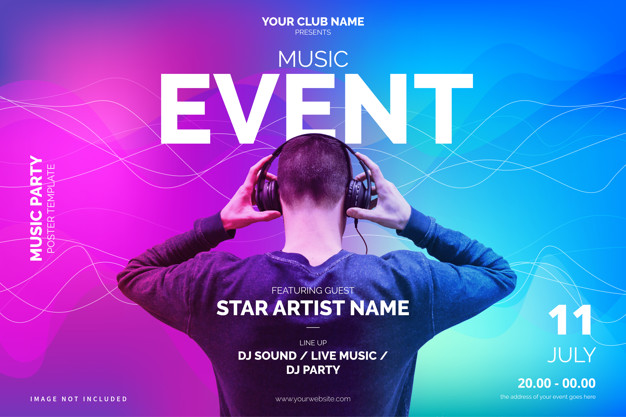 YOUR CLUB NAME
PRESENTS
MUSIC
EVENT
MUSIC PARTY
POSTER TEMPLATE
FEATURING GUEST
STAR ARTIST NAME
LINE UP
DJ SOUND / LIVE MUSIC /
DJ PARTY
11
JULY
20.00 - 00.00
the address of your event goes here
IMAGE NOT INCLUDED
www.yourwebsite.com